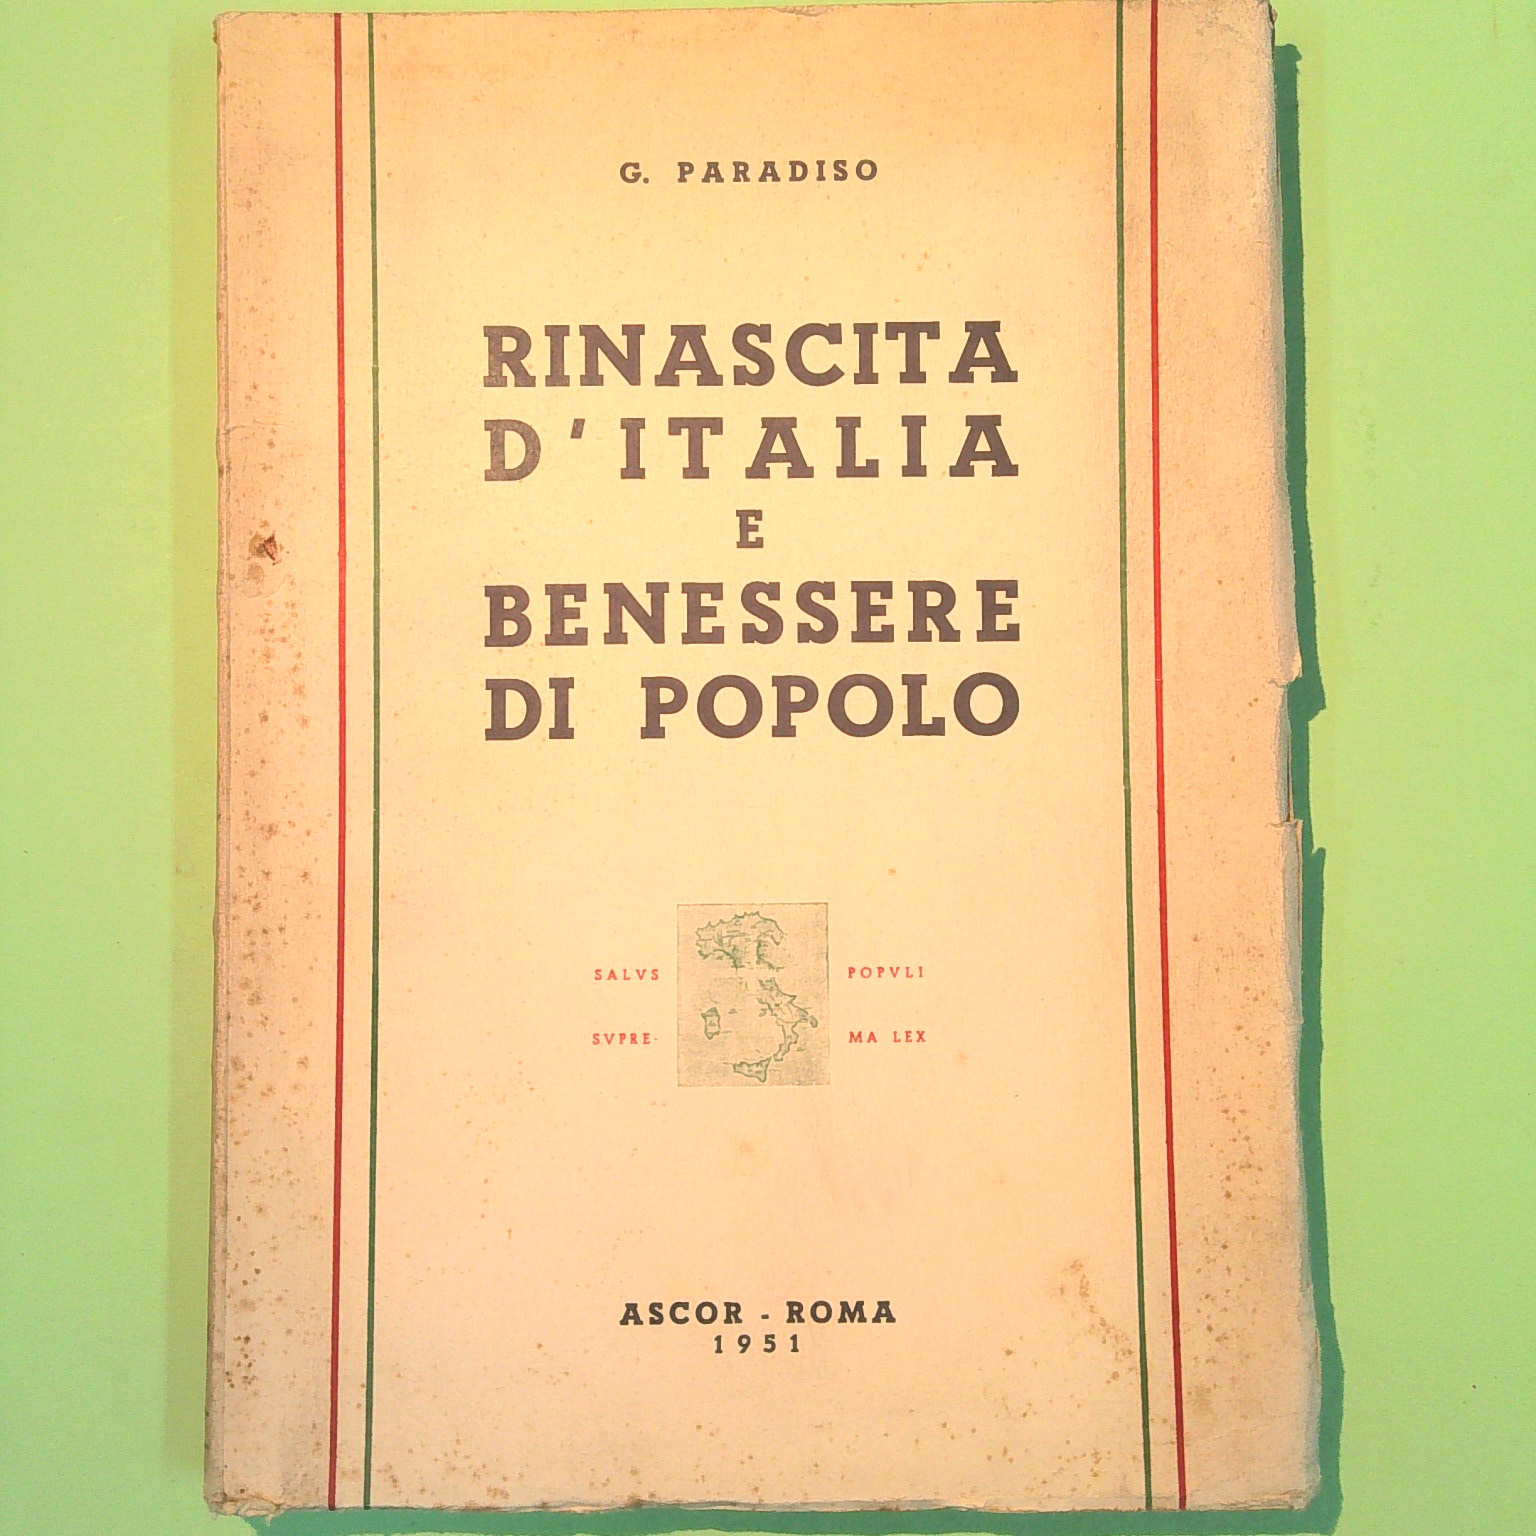 G. PARADISO
RINASCITA
D'ITALIA
E
BENESSERE
DI POPOLO
SALVS POPVLI
SVPRE- MA LEX
ASCOR - ROMA
1951